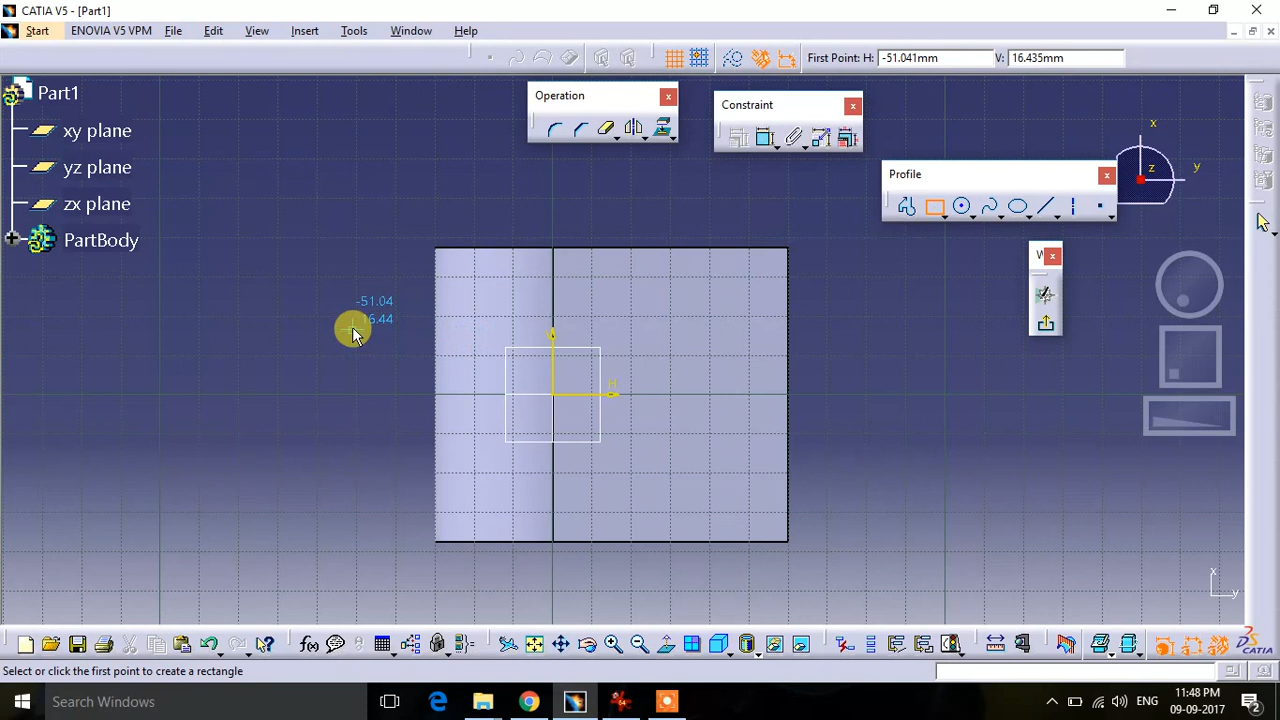 CATIA V5 - [Part1]
Start ENOVIA V5 VPM File Edit View Insert Tools Window Help
First Point: H: -51.041mm V: 16.435mm
Part1
xy plane
yz plane
zx plane
PartBody
Operation
Constraint
Profile
W
x
y
z
-51.04
16.44
V
H
x
y
f(x)
CATIA
Select or click the first point to create a rectangle
Search Windows
ENG
11:48 PM
09-09-2017
2